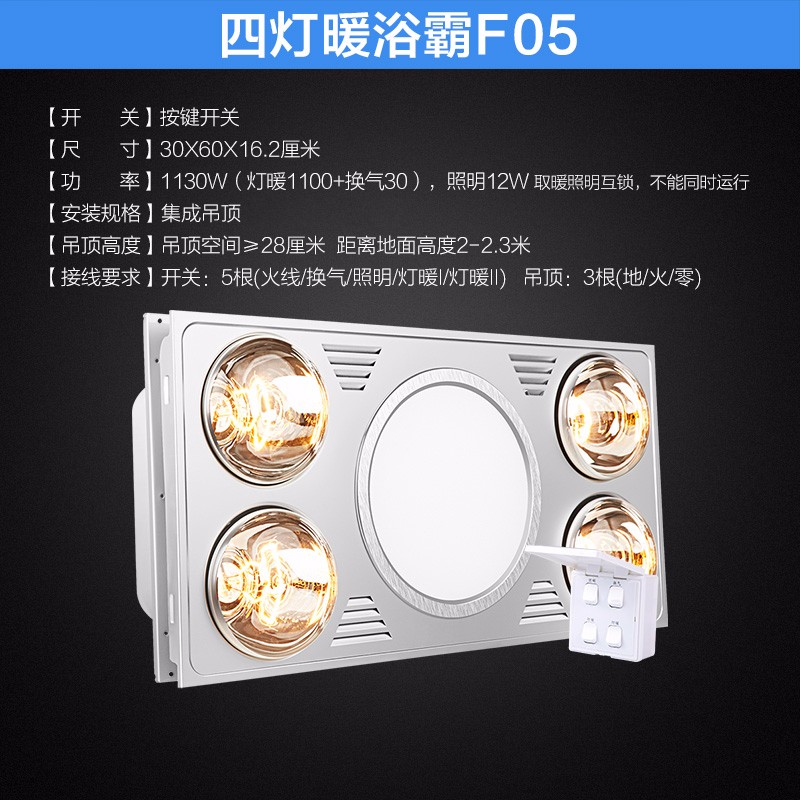 四灯暖浴霸F05
【开　　关】按键开关
【尺　　寸】30X60X16.2厘米
【功　　率】1130W（灯暖1100+换气30），照明12W 取暖照明互锁，不能同时运行
【安装规格】集成吊顶
【吊顶高度】吊顶空间≥28厘米 距离地面高度2-2.3米
【接线要求】开关：5根(火线/换气/照明/灯暖I/灯暖II) 吊顶：3根(地/火/零)